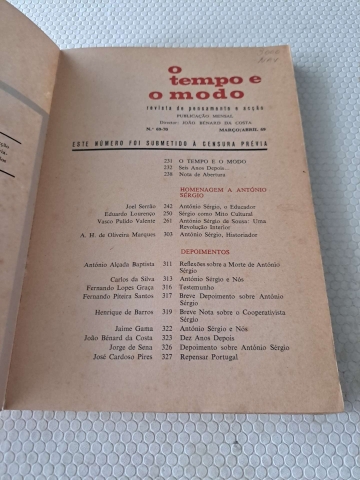 o
tempo e
o modo
revista de pensamento e acção
PUBLICAÇÃO MENSAL
Director: JOÃO BÉNARD DA COSTA
N.º 69-70 MARÇO/ABRIL 69
ESTE NÚMERO FOI SUBMETIDO À CENSURA PRÉVIA
231 O TEMPO E O MODO
232 Seis Anos Depois...
238 Nota de Abertura
HOMENAGEM A ANTÓNIO
SÉRGIO
Joel Serrão 242 António Sérgio, o Educador
Eduardo Lourenço 250 Sérgio como Mito Cultural
Vasco Pulido Valente 261 António Sérgio de Sousa: Uma
Revolução Interior
A. H. de Oliveira Marques 303 António Sérgio, Historiador
DEPOIMENTOS
António Alçada Baptista 311 Reflexões sobre a Morte de António
Sérgio
Carlos da Silva 313 António Sérgio e Nós
Fernando Lopes Graça 316 Testemunho
Fernando Piteira Santos 317 Breve Depoimento sobre António
Sérgio
Henrique de Barros 319 Breve Nota sobre o Cooperativista
Sérgio
Jaime Gama 322 António Sérgio e Nós
João Bénard da Costa 323 Dez Anos Depois
Jorge de Sena 326 Depoimento sobre António Sérgio
José Cardoso Pires 327 Repensar Portugal